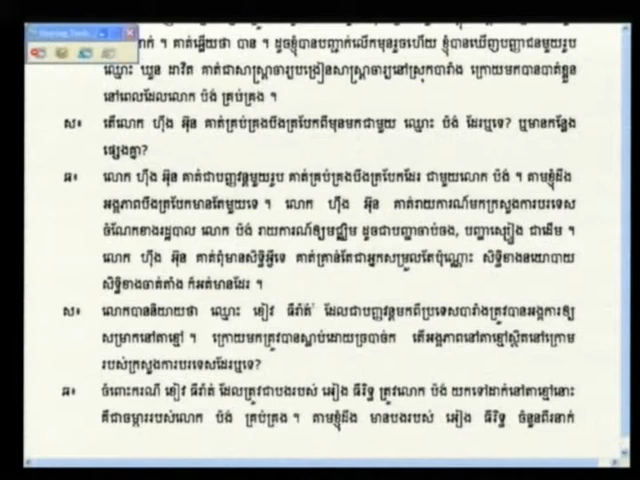 នាក់ ។ គាត់ឆ្លើយថា បាន ។ ដូចខ្ញុំបានបញ្ជាក់លើកមុនរួចហើយ ខ្ញុំបានឃើញបញ្ញាជនមួយរូប
ឈ្មោះ ឃួន ដាវិត គាត់ជាសាស្ត្រាចារ្យបង្រៀនសាស្ត្រាចារ្យនៅស្រុកបារាំង ក្រោយមកបានបាត់ខ្លួន
នៅពេលដែលលោក ប៉ង់ គ្រប់គ្រង ។
ស៖ តើលោក ហ៊ីង អ៊ុន គាត់គ្រប់គ្រងបឹងត្របែកពីមុនមកជាមួយ ឈ្មោះ ប៉ង់ ដែរឬទេ? ឬមានកន្លែង
ផ្សេងគ្នា?
ឆ៖ លោក ហ៊ីង អ៊ុន គាត់ជាបញ្ញវន្តមួយរូប គាត់គ្រប់គ្រងបឹងត្របែកដែរ ជាមួយលោក ប៉ង់ ។ តាមខ្ញុំដឹង
អង្គភាពបឹងត្របែកមានតែមួយទេ ។ លោក ហ៊ីង អ៊ុន គាត់រាយការណ៍មកក្រសួងការបរទេស
ចំណែកខាងរដ្ឋបាល លោក ប៉ង់ រាយការណ៍ឲ្យមជ្ឈិម ដូចជាបញ្ហាចាប់ចង, បញ្ហាស្បៀង ជាដើម ។
លោក ហ៊ីង អ៊ុន គាត់ពុំមានសិទ្ធិអ្វីទេ គាត់គ្រាន់តែជាអ្នកសម្រួលតែប៉ុណ្ណោះ សិទ្ធិខាងនយោបាយ
សិទ្ធិខាងចាត់តាំង ក៏អត់មានដែរ ។
ស៖ លោកបាននិយាយថា ឈ្មោះ ខៀវ ធីរ៉ាត់ ដែលជាបញ្ញវន្តមកពីប្រទេសបារាំងត្រូវបានអង្គការឲ្យ
សម្រាកនៅតាខ្មៅ ។ ក្រោយមកត្រូវបានស្លាប់ដោយច្របាច់ក តើអង្គភាពនៅតាខ្មៅស្ថិតនៅក្រោម
របស់ក្រសួងការបរទេសដែរឬទេ?
ឆ៖ ចំពោះករណី ខៀវ ធីរ៉ាត់ ដែលត្រូវជាបងរបស់ អៀង ធីរិទ្ធ ត្រូវលោក ប៉ង់ យកទៅដាក់នៅតាខ្មៅនោះ
គឺជាចម្ការរបស់លោក ប៉ង់ គ្រប់គ្រង ។ តាមខ្ញុំដឹង មានបងរបស់ អៀង ធីរិទ្ធ ចំនួនពីរនាក់